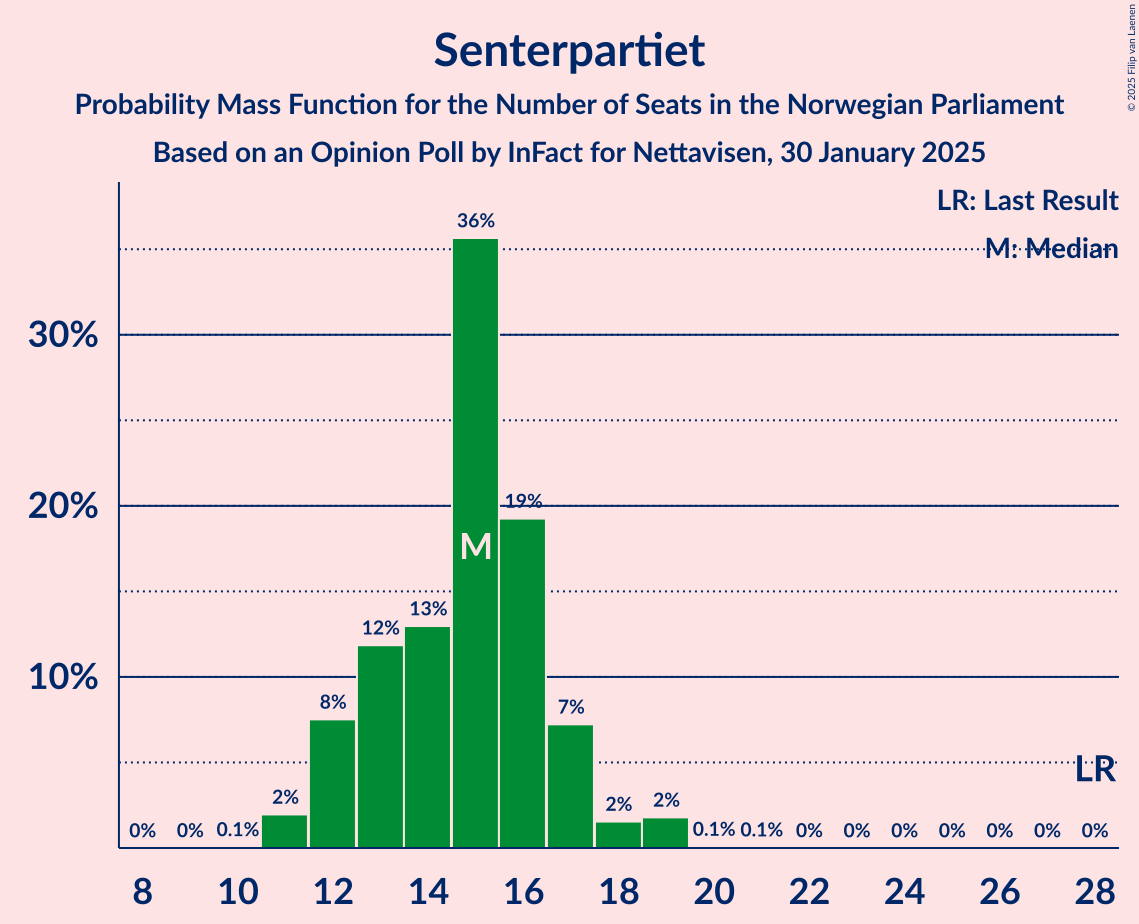 Senterpartiet
Probability Mass Function for the Number of Seats in the Norwegian Parliament
Based on an Opinion Poll by InFact for Nettavisen, 30 January 2025
© 2025 Filip van Laenen
LR: Last Result
M: Median
30%
20%
10%
0%
0%
0.1%
2%
8%
12%
13%
36%
19%
7%
2%
2%
0.1%
0.1%
0%
0%
0%
0%
0%
0%
0%
M
LR
8 10 12 14 16 18 20 22 24 26 28